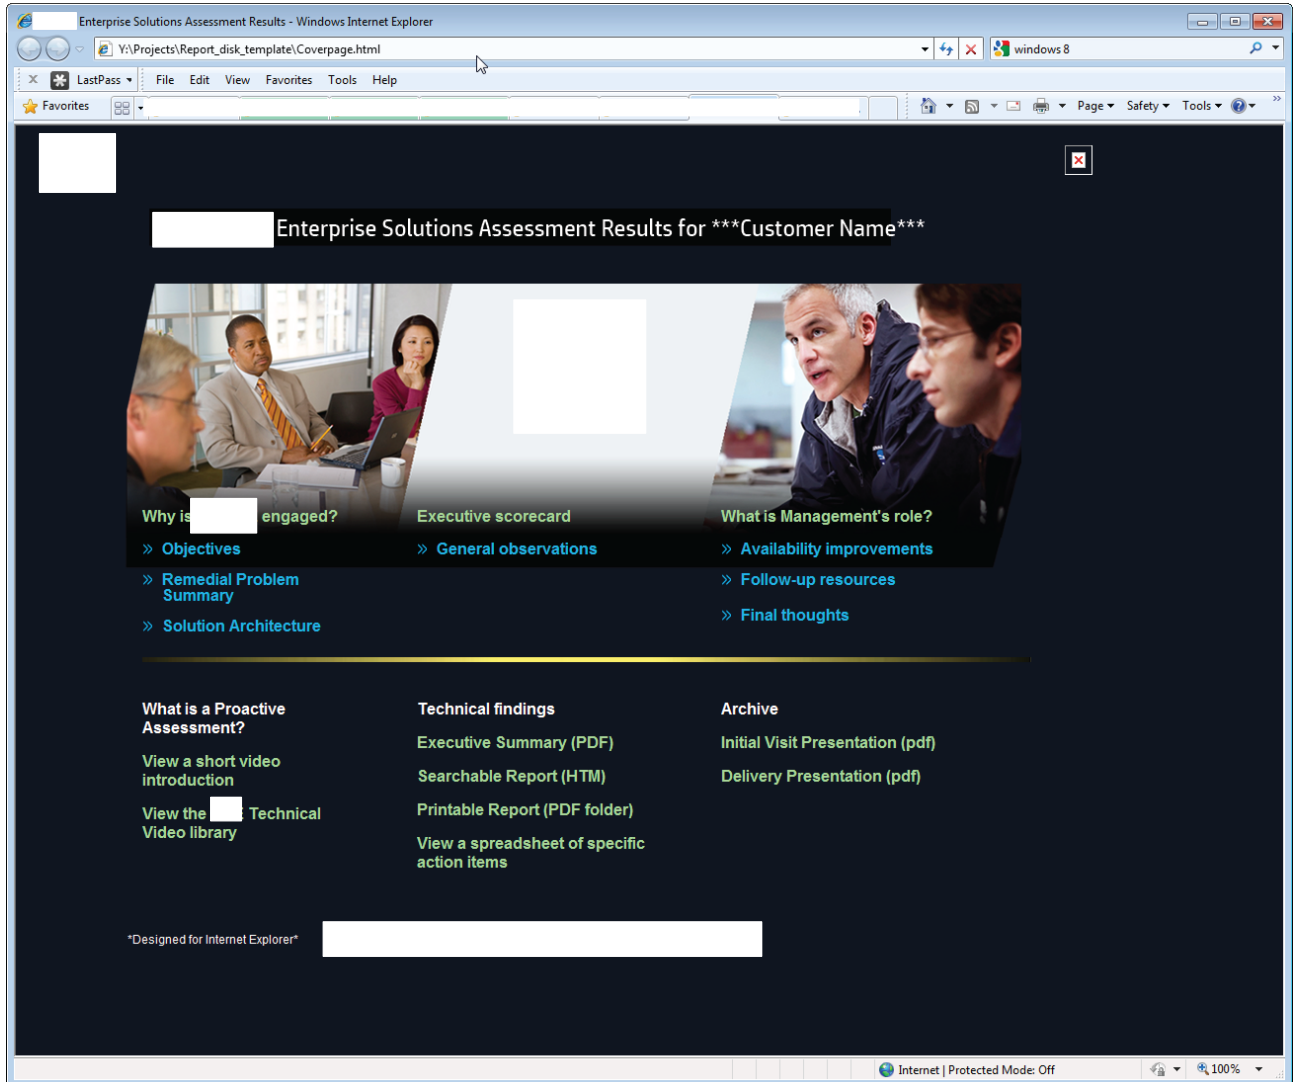 Enterprise Solutions Assessment Results - Windows Internet Explorer
Y:\Projects\Report_disk_template\Coverpage.html
windows 8
LastPass
File Edit View Favorites Tools Help
Favorites
Page Safety Tools
Enterprise Solutions Assessment Results for ***Customer Name***
Why is engaged?
» Objectives
» Remedial Problem
Summary
» Solution Architecture
Executive scorecard
» General observations
What is Management's role?
» Availability improvements
» Follow-up resources
» Final thoughts
What is a Proactive
Assessment?
View a short video
introduction
View the Technical
Video library
Technical findings
Executive Summary (PDF)
Searchable Report (HTM)
Printable Report (PDF folder)
View a spreadsheet of specific
action items
Archive
Initial Visit Presentation (pdf)
Delivery Presentation (pdf)
*Designed for Internet Explorer*
Internet | Protected Mode: Off
100%